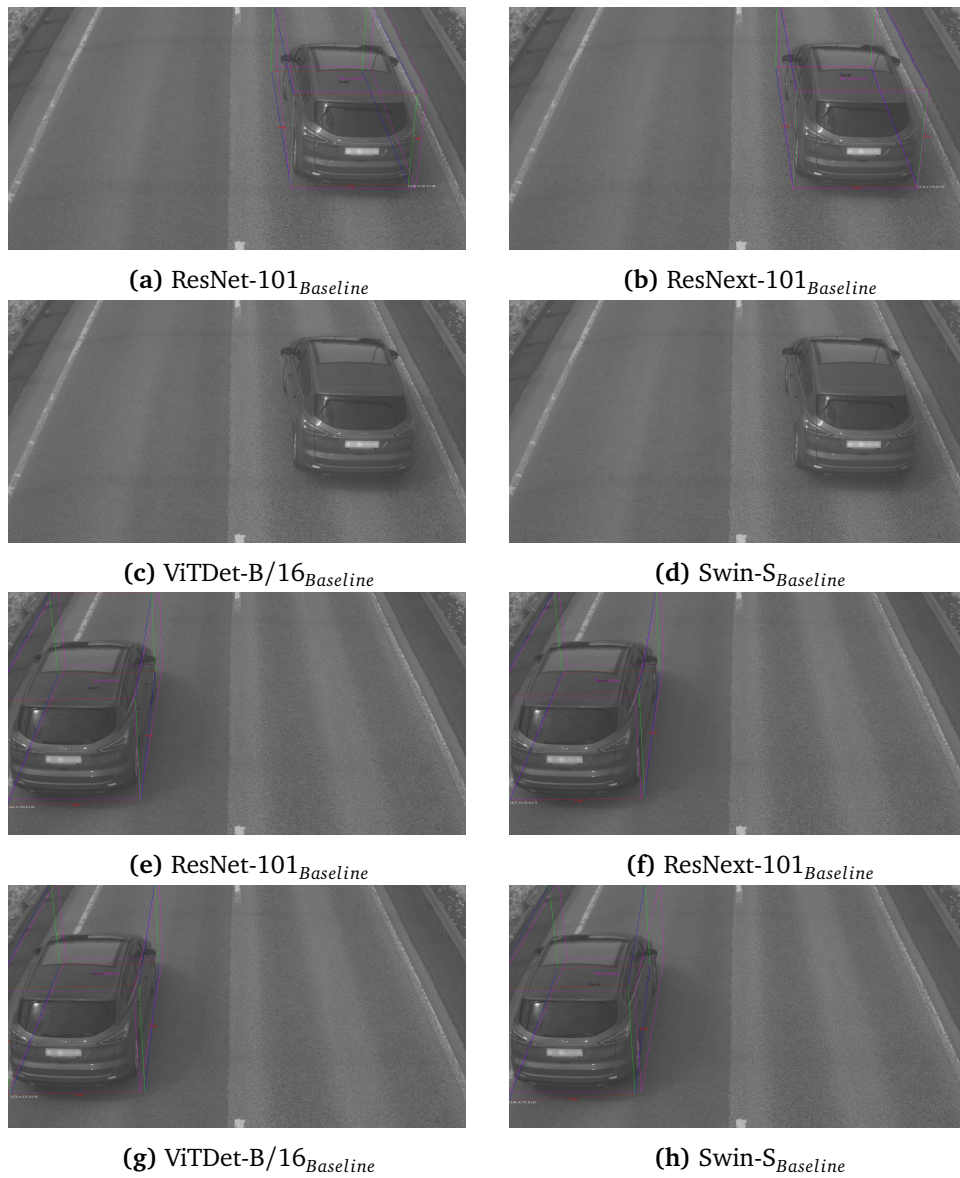 (a) ResNet-101Baseline
(b) ResNext-101Baseline
(c) ViTDet-B/16Baseline
(d) Swin-SBaseline
(e) ResNet-101Baseline
(f) ResNext-101Baseline
(g) ViTDet-B/16Baseline
(h) Swin-SBaseline